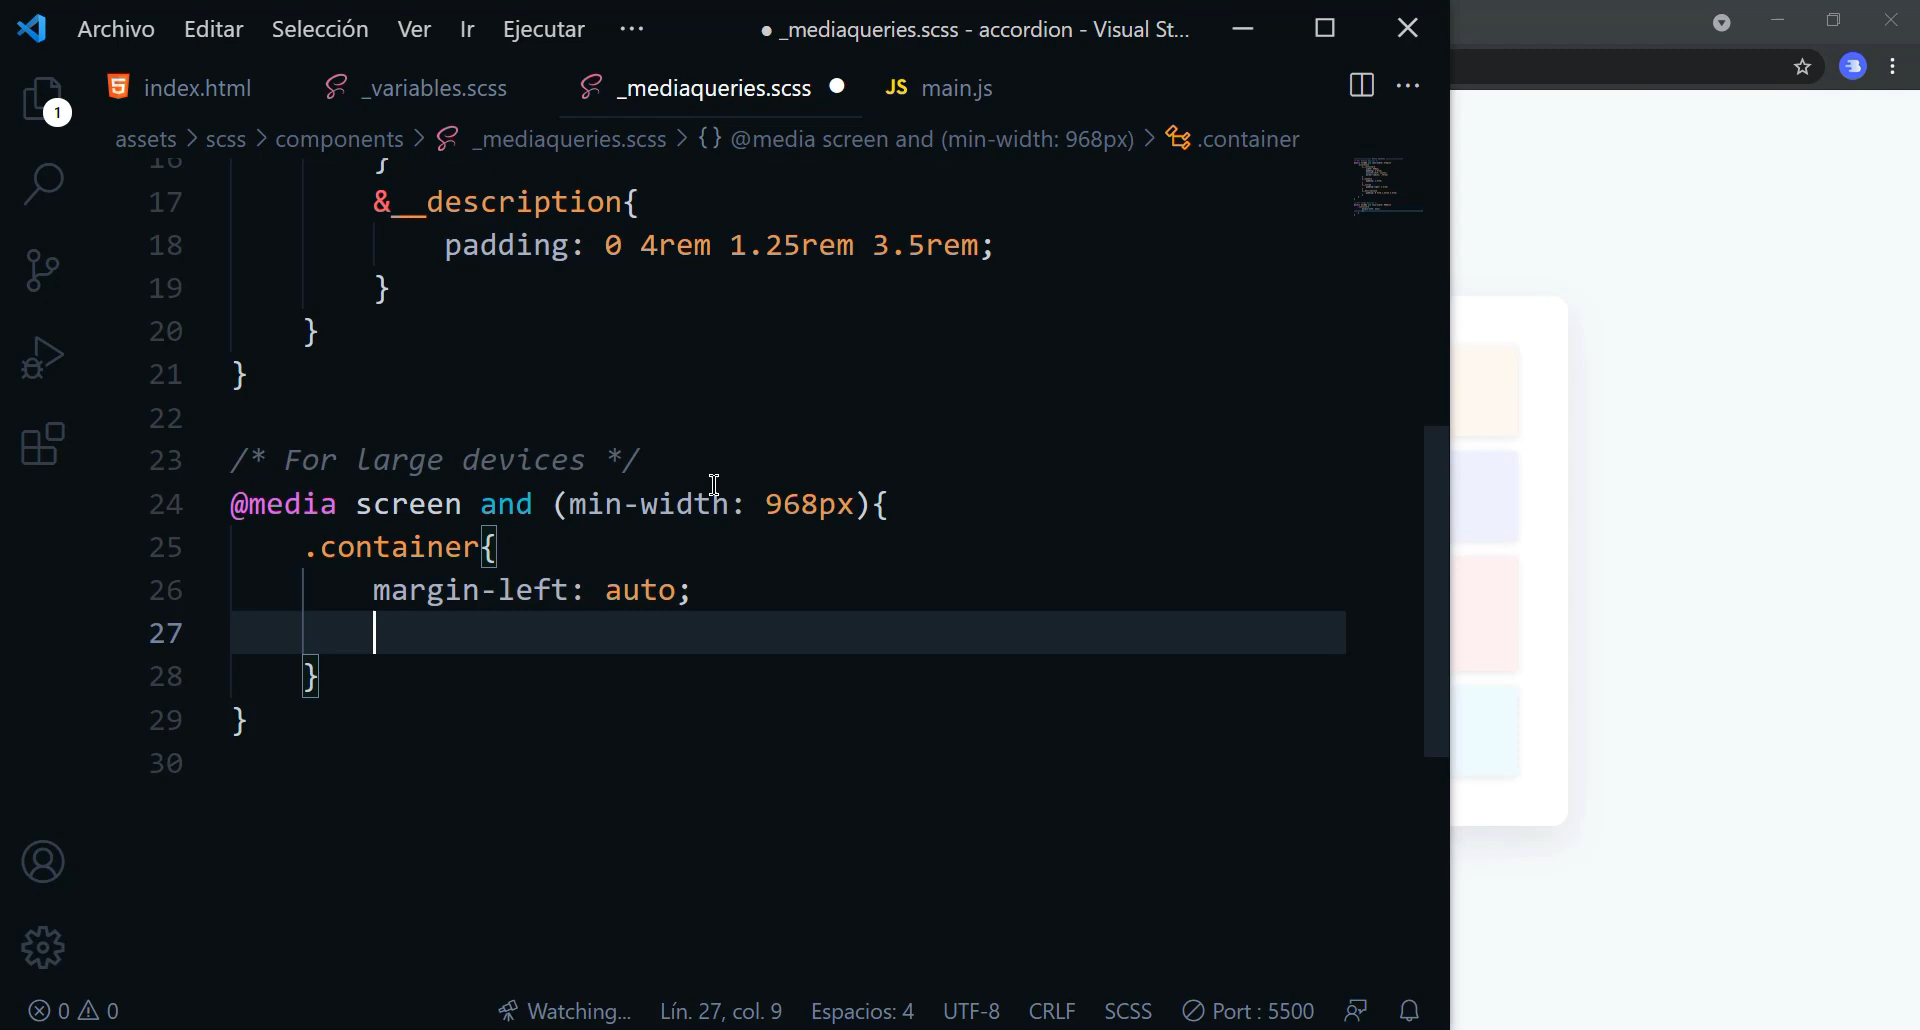 Archivo Editar Selección Ver Ir Ejecutar ··· ● _mediaqueries.scss - accordion - Visual St...
index.html _variables.scss _mediaqueries.scss JS main.js
1
assets > scss > components > _mediaqueries.scss > {} @media screen and (min-width: 968px) > .container
16 }
17 &__description{
18 padding: 0 4rem 1.25rem 3.5rem;
19 }
20 }
21 }
22
23 /* For large devices */
24 @media screen and (min-width: 968px){
25 .container{
26 margin-left: auto;
27
28 }
29 }
30
0 0 Watching... Lín. 27, col. 9 Espacios: 4 UTF-8 CRLF SCSS Port : 5500